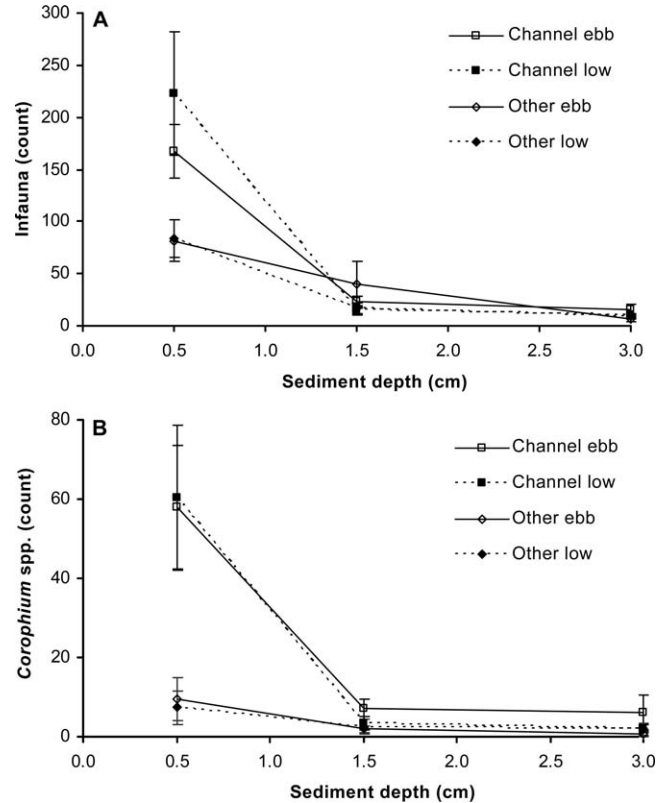 A
Channel ebb
Channel low
Other ebb
Other low
Infauna (count)
300
250
200
150
100
50
0
0.0 0.5 1.0 1.5 2.0 2.5 3.0
Sediment depth (cm)
B
Channel ebb
Channel low
Other ebb
Other low
Corophium spp. (count)
80
60
40
20
0
0.0 0.5 1.0 1.5 2.0 2.5 3.0
Sediment depth (cm)